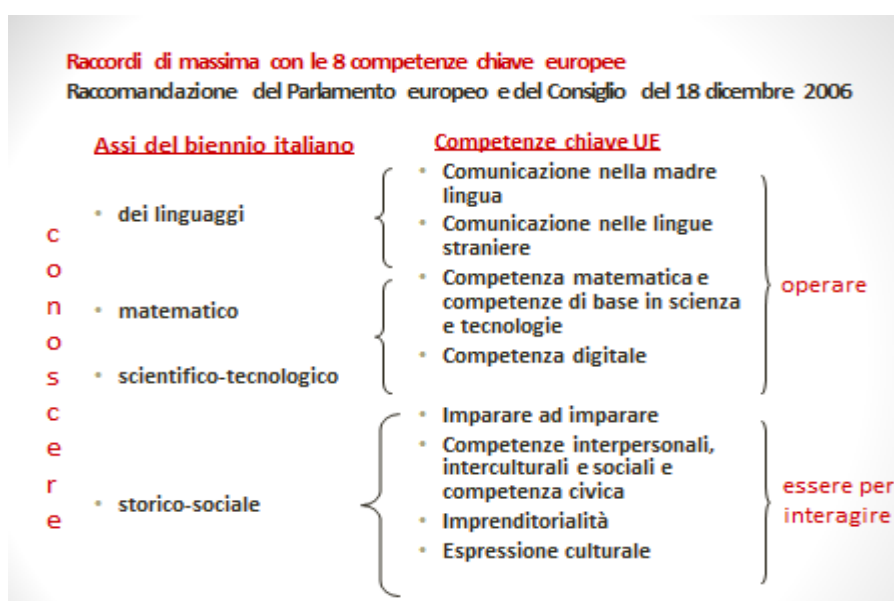 Raccordi di massima con le 8 competenze chiave europee
Raccomandazione del Parlamento europeo e del Consiglio del 18 dicembre 2006
Assi del biennio italiano
conoscere
• dei linguaggi
• matematico
• scientifico-tecnologico
• storico-sociale
Competenze chiave UE
• Comunicazione nella madre
lingua
• Comunicazione nelle lingue
straniere
• Competenza matematica e
competenze di base in scienza
e tecnologie
• Competenza digitale
• Imparare ad imparare
• Competenze interpersonali,
interculturali e sociali e
competenza civica
• Imprenditorialità
• Espressione culturale
operare
essere per
interagire